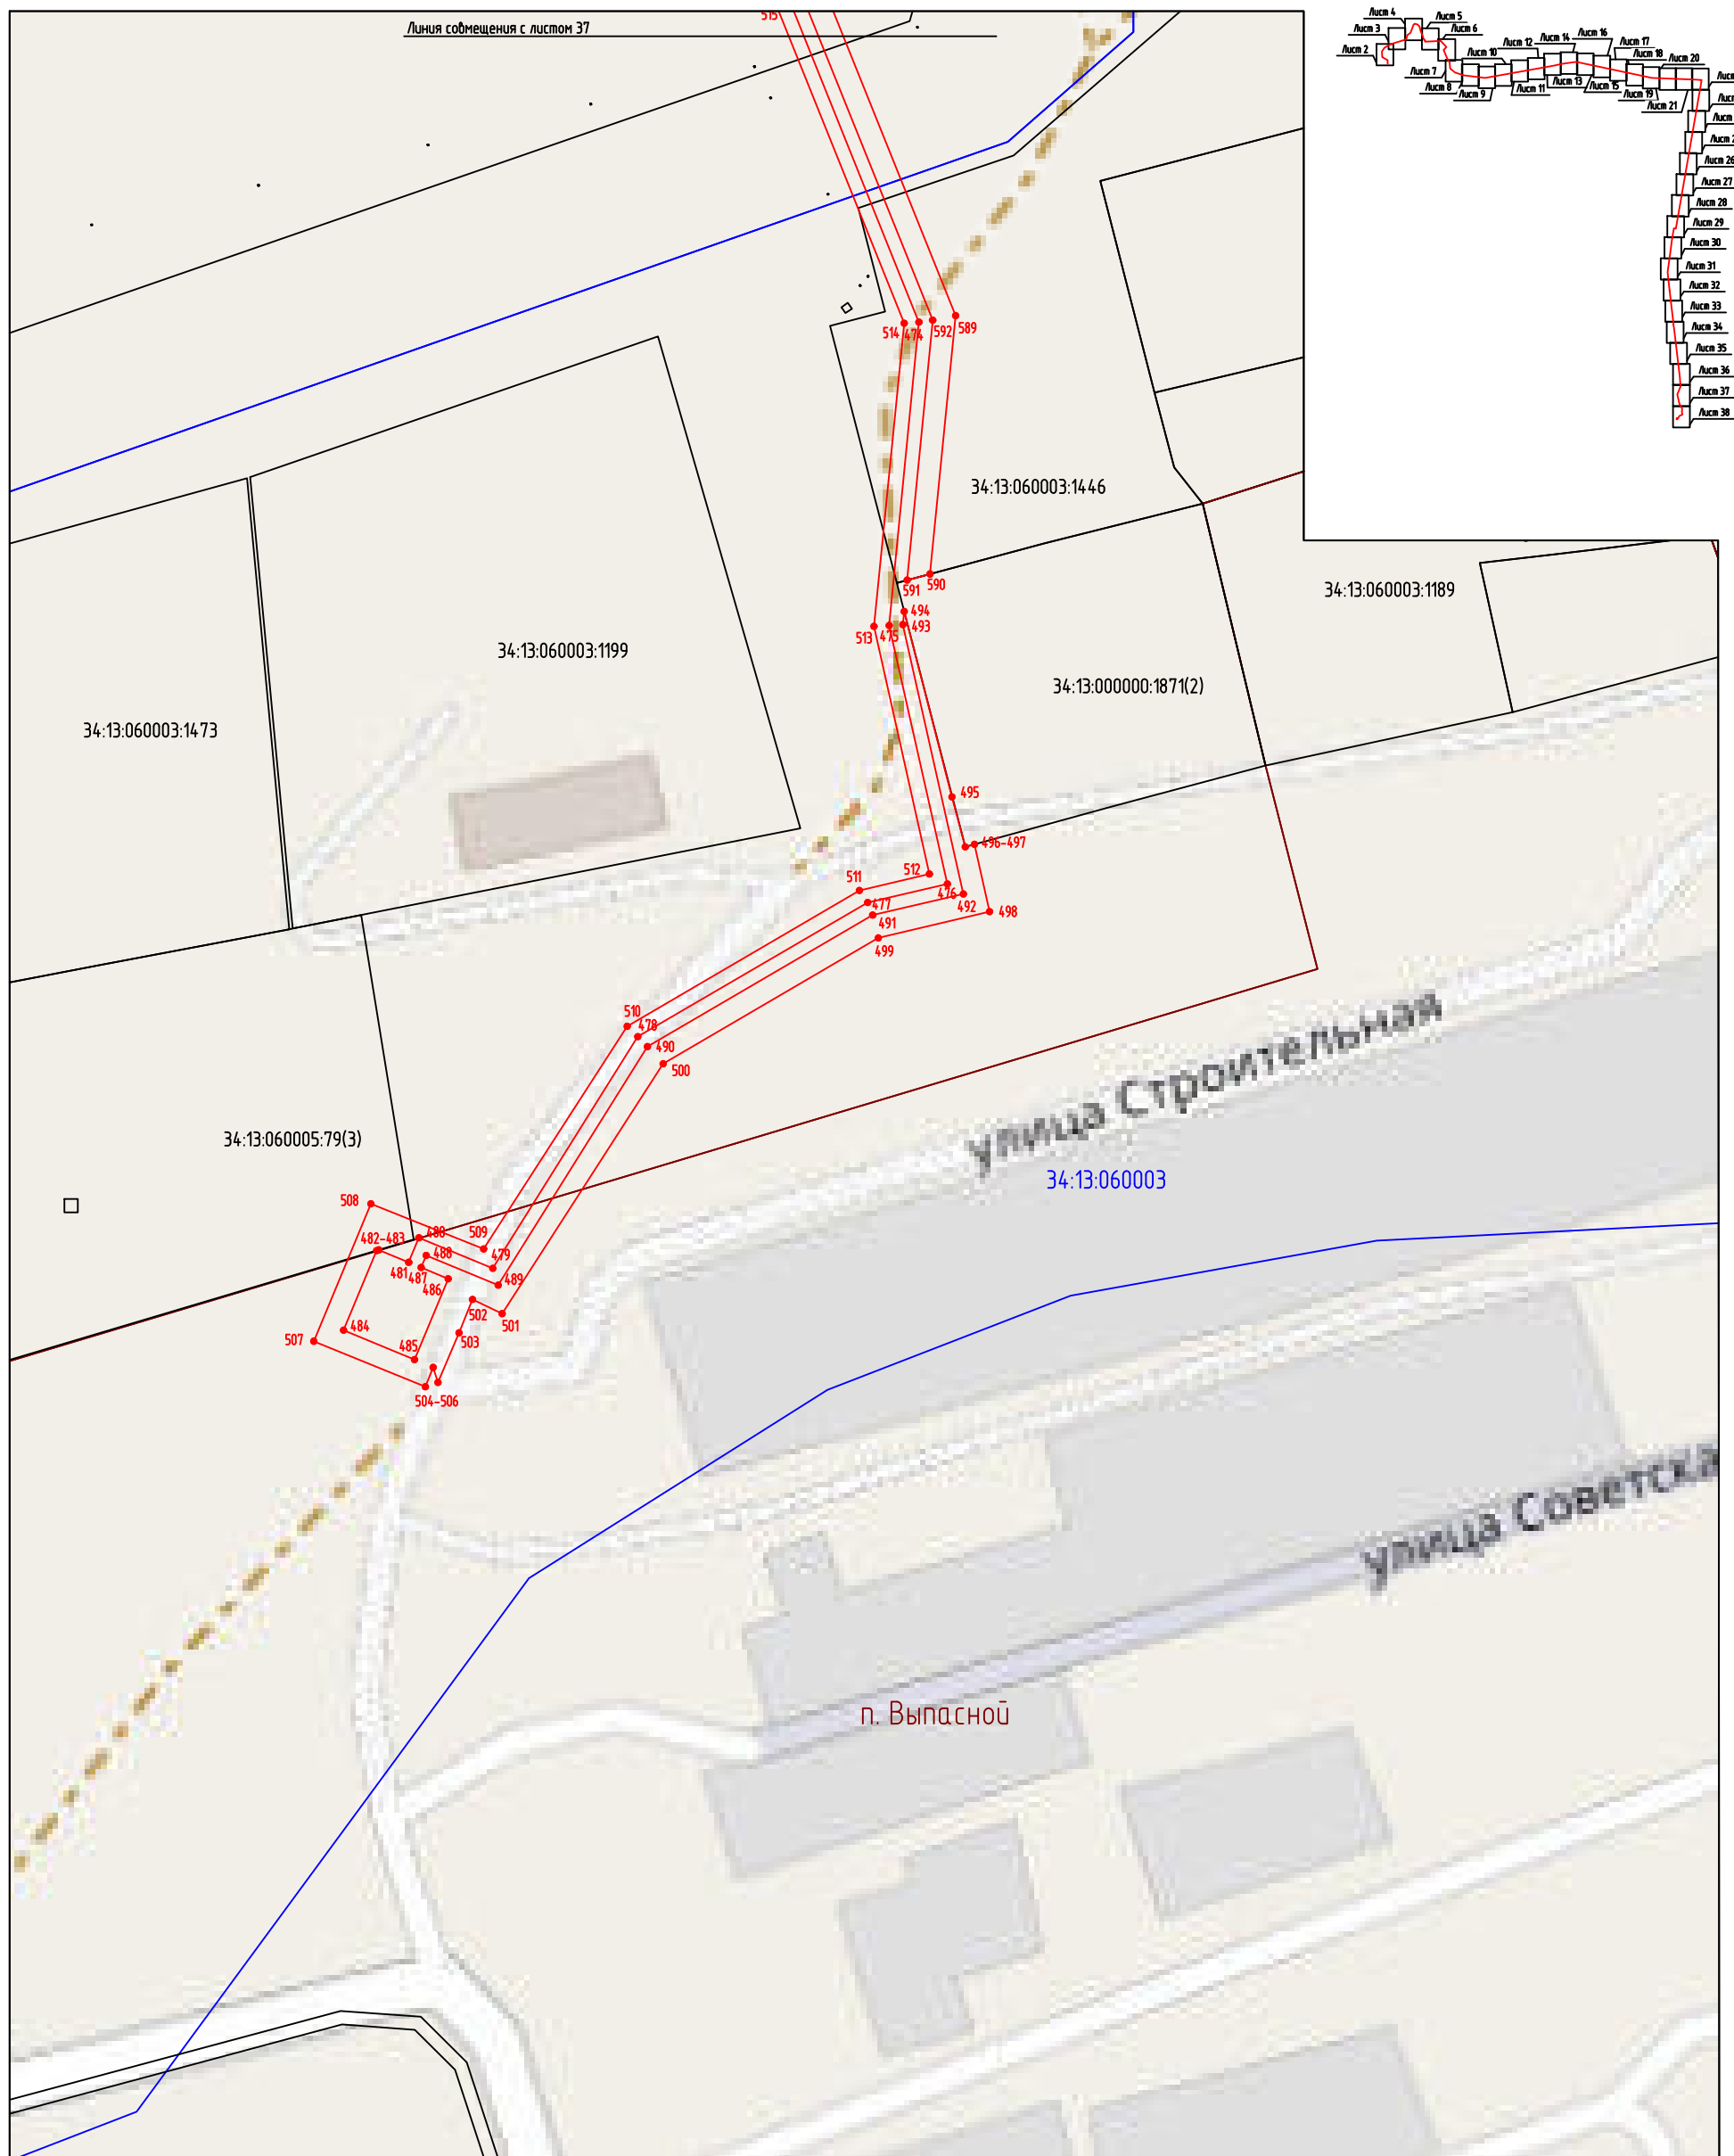 515
Линия совмещения с листом 37
Лист 4
Лист 5
Лист 3
Лист 6
Лист 2
Лист 7
Лист 8
Лист 9
Лист 10
Лист 11
Лист 12
Лист 13
Лист 14
Лист 15
Лист 16
Лист 17
Лист 18
Лист 19
Лист 20
Лист 21
Лист
Лист 26
Лист 27
Лист 28
Лист 29
Лист 30
Лист 31
Лист 32
Лист 33
Лист 34
Лист 35
Лист 36
Лист 37
Лист 38
514
474
592
589
34:13:060003:1446
591
590
34:13:060003:1189
494
493
513
475
34:13:060003:1199
34:13:000000:1871(2)
34:13:060003:1473
495
496-497
512
511
476
477
492
498
491
499
510
478
490
500
улица Строительная
34:13:060005:79(3)
34:13:060003
508
480
509
482-483
479
488
481
487
486
489
502
501
484
507
485
503
504-506
улица Советска
п. Выпасной